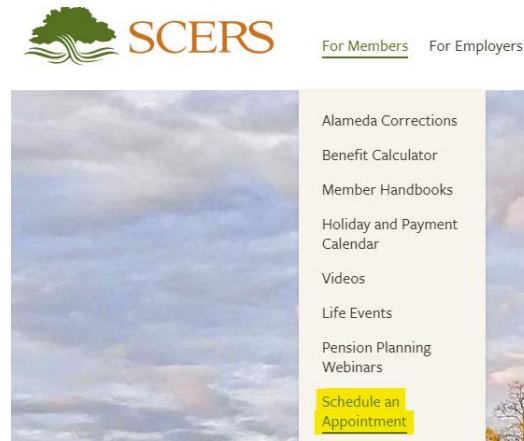 SCERS
For Members For Employers
Alameda Corrections
Benefit Calculator
Member Handbooks
Holiday and Payment
Calendar
Videos
Life Events
Pension Planning
Webinars
Schedule an
Appointment